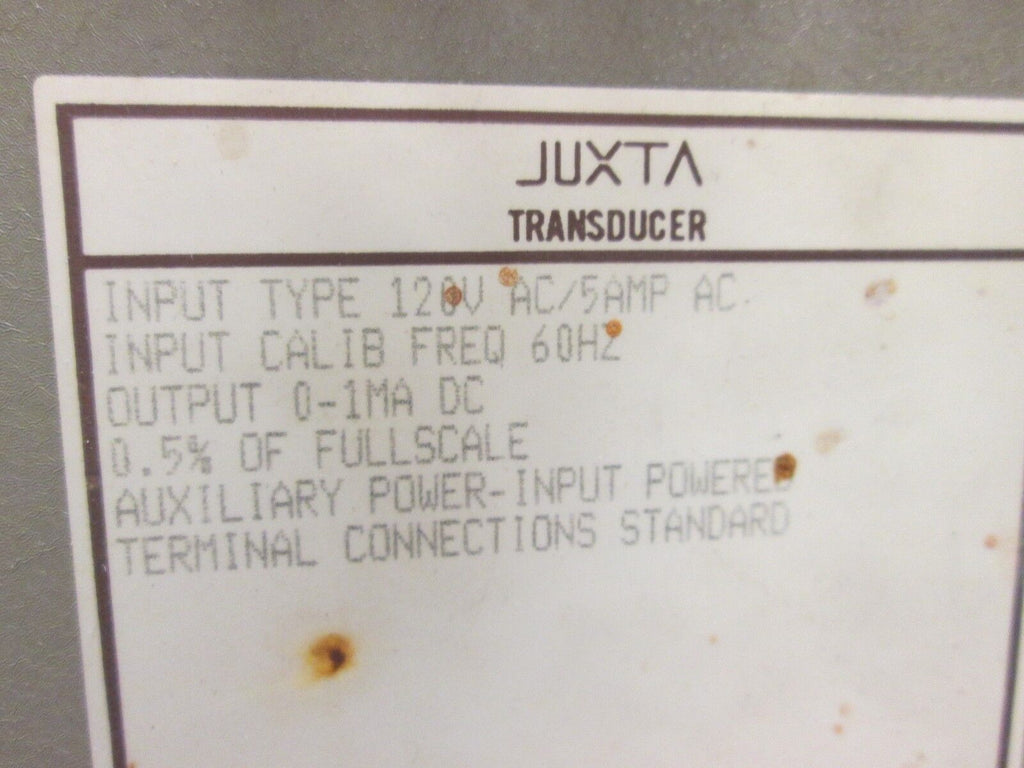 JUXTA
TRANSDUCER
INPUT TYPE 120V AC/5AMP AC
INPUT CALIB FREQ 60HZ
OUTPUT 0-1MA DC
0.5% OF FULLSCALE
AUXILIARY POWER-INPUT POWERED
TERMINAL CONNECTIONS STANDARD